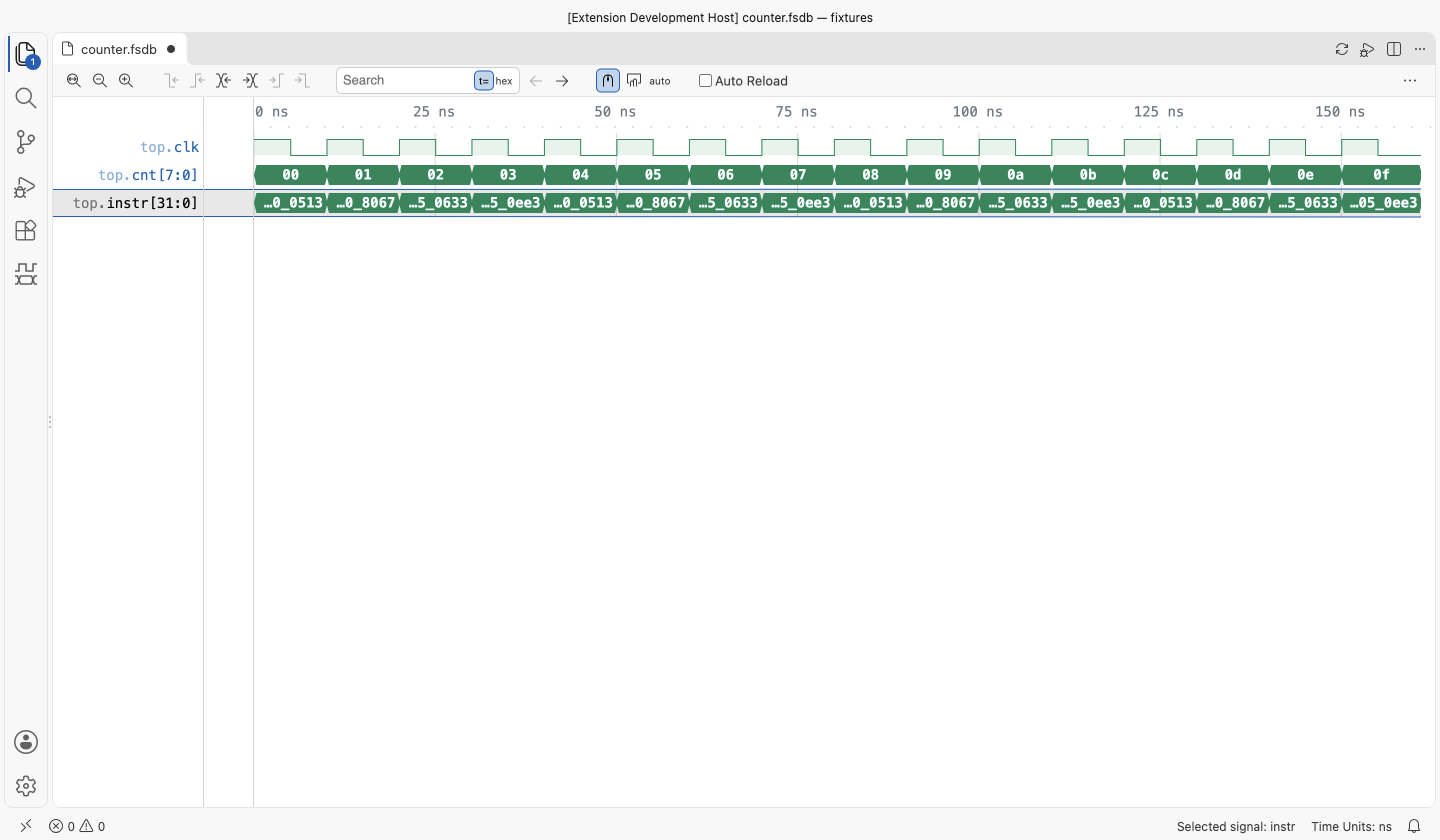 [Extension Development Host] counter.fsdb — fixtures
counter.fsdb
1
Search t= hex auto Auto Reload
0 ns 25 ns 50 ns 75 ns 100 ns 125 ns 150 ns
top.clk
top.cnt[7:0] 00 01 02 03 04 05 06 07 08 09 0a 0b 0c 0d 0e 0f
top.instr[31:0] …0_0513 …0_8067 …5_0633 …5_0ee3 …0_0513 …0_8067 …5_0633 …5_0ee3 …0_0513 …0_8067 …5_0633 …5_0ee3 …0_0513 …0_8067 …5_0633 …05_0ee3
0 0 Selected signal: instr Time Units: ns